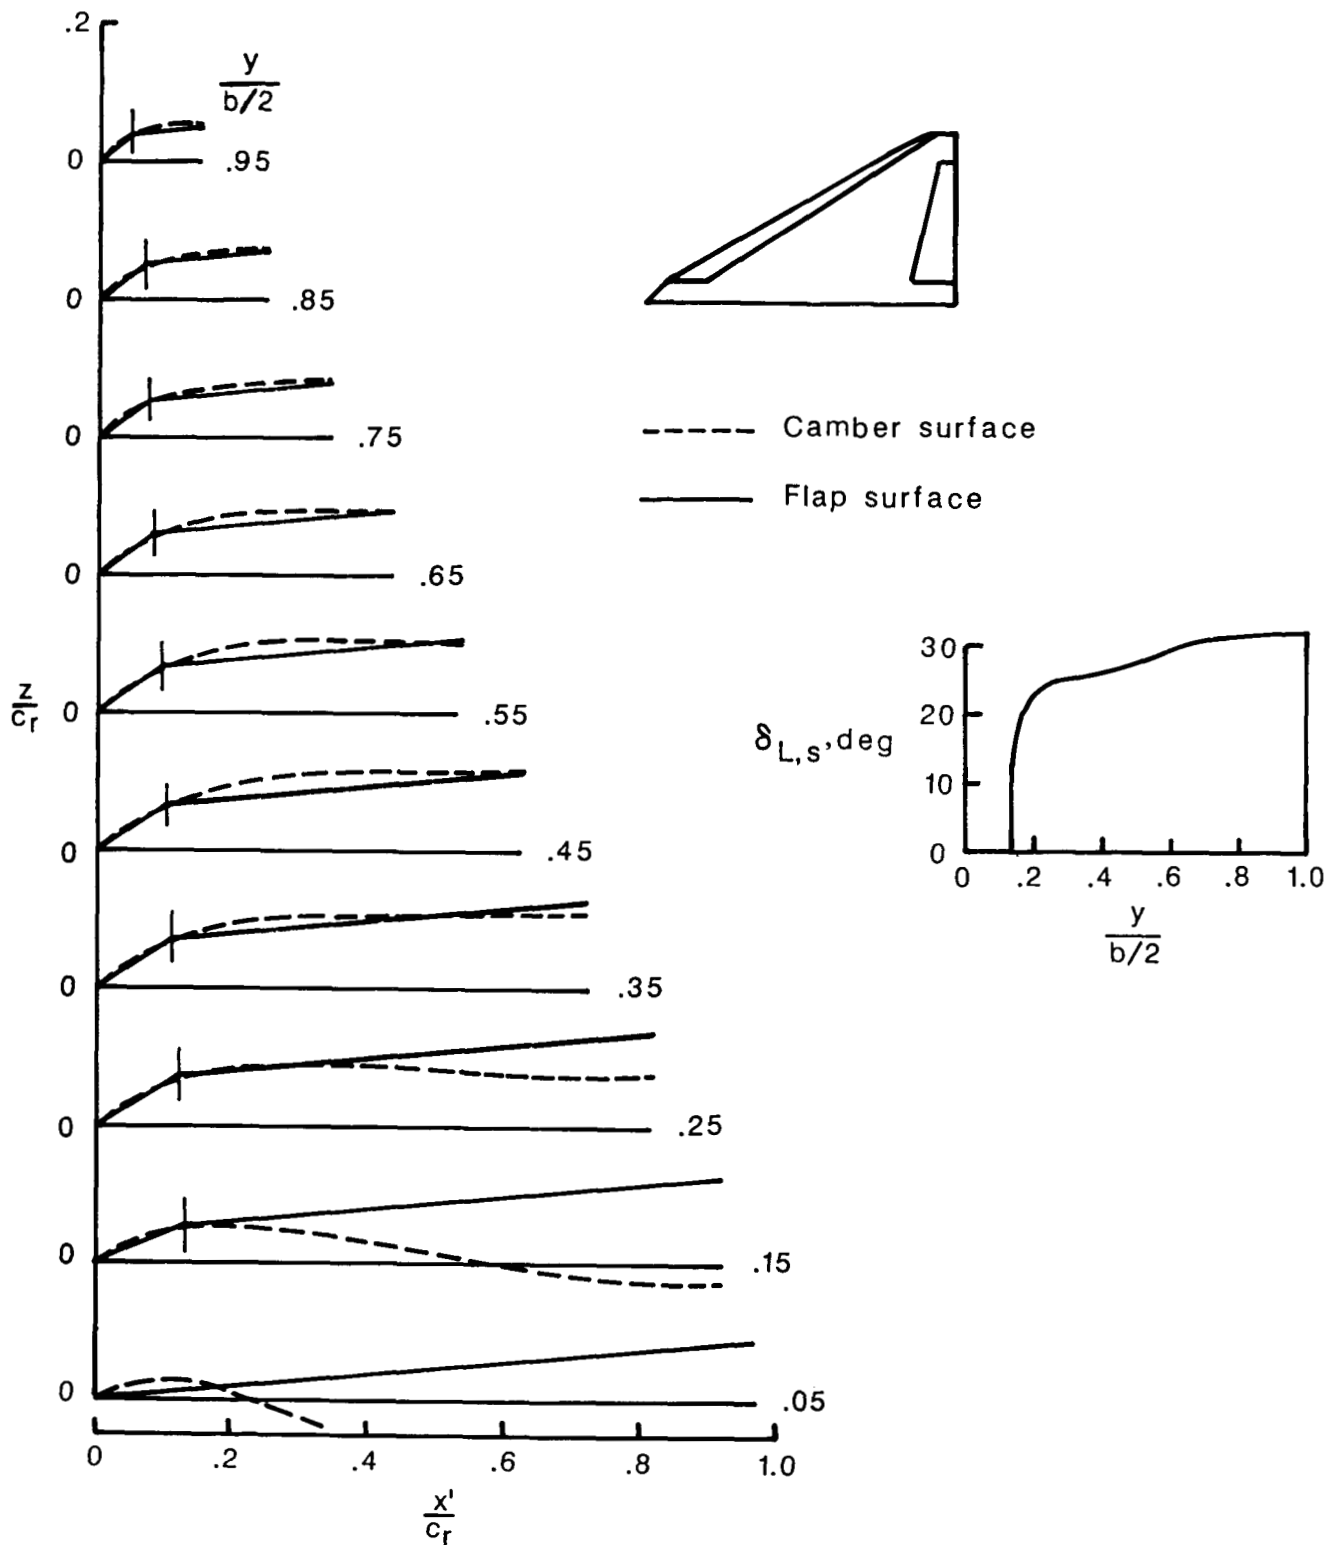 .2
y
b/2
0
.95
0
.85
0
.75
0
.65
0
.55
z
c_r
0
.45
0
.35
0
.25
0
.15
0
.05
0 .2 .4 .6 .8 1.0
x'
c_r
Camber surface
Flap surface
30
20
δ_L,s, deg
10
0
0 .2 .4 .6 .8 1.0
y
b/2